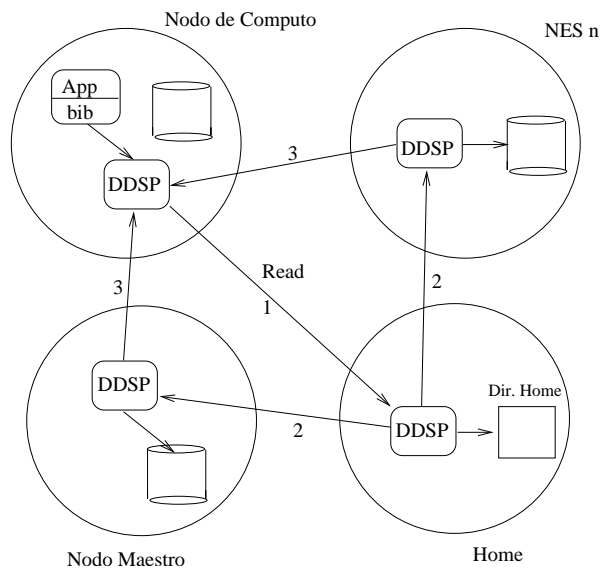 Nodo de Computo
NES n
App
bib
DDSP
3
DDSP
Read
1
3
2
DDSP
2
Dir. Home
DDSP
Nodo Maestro
Home